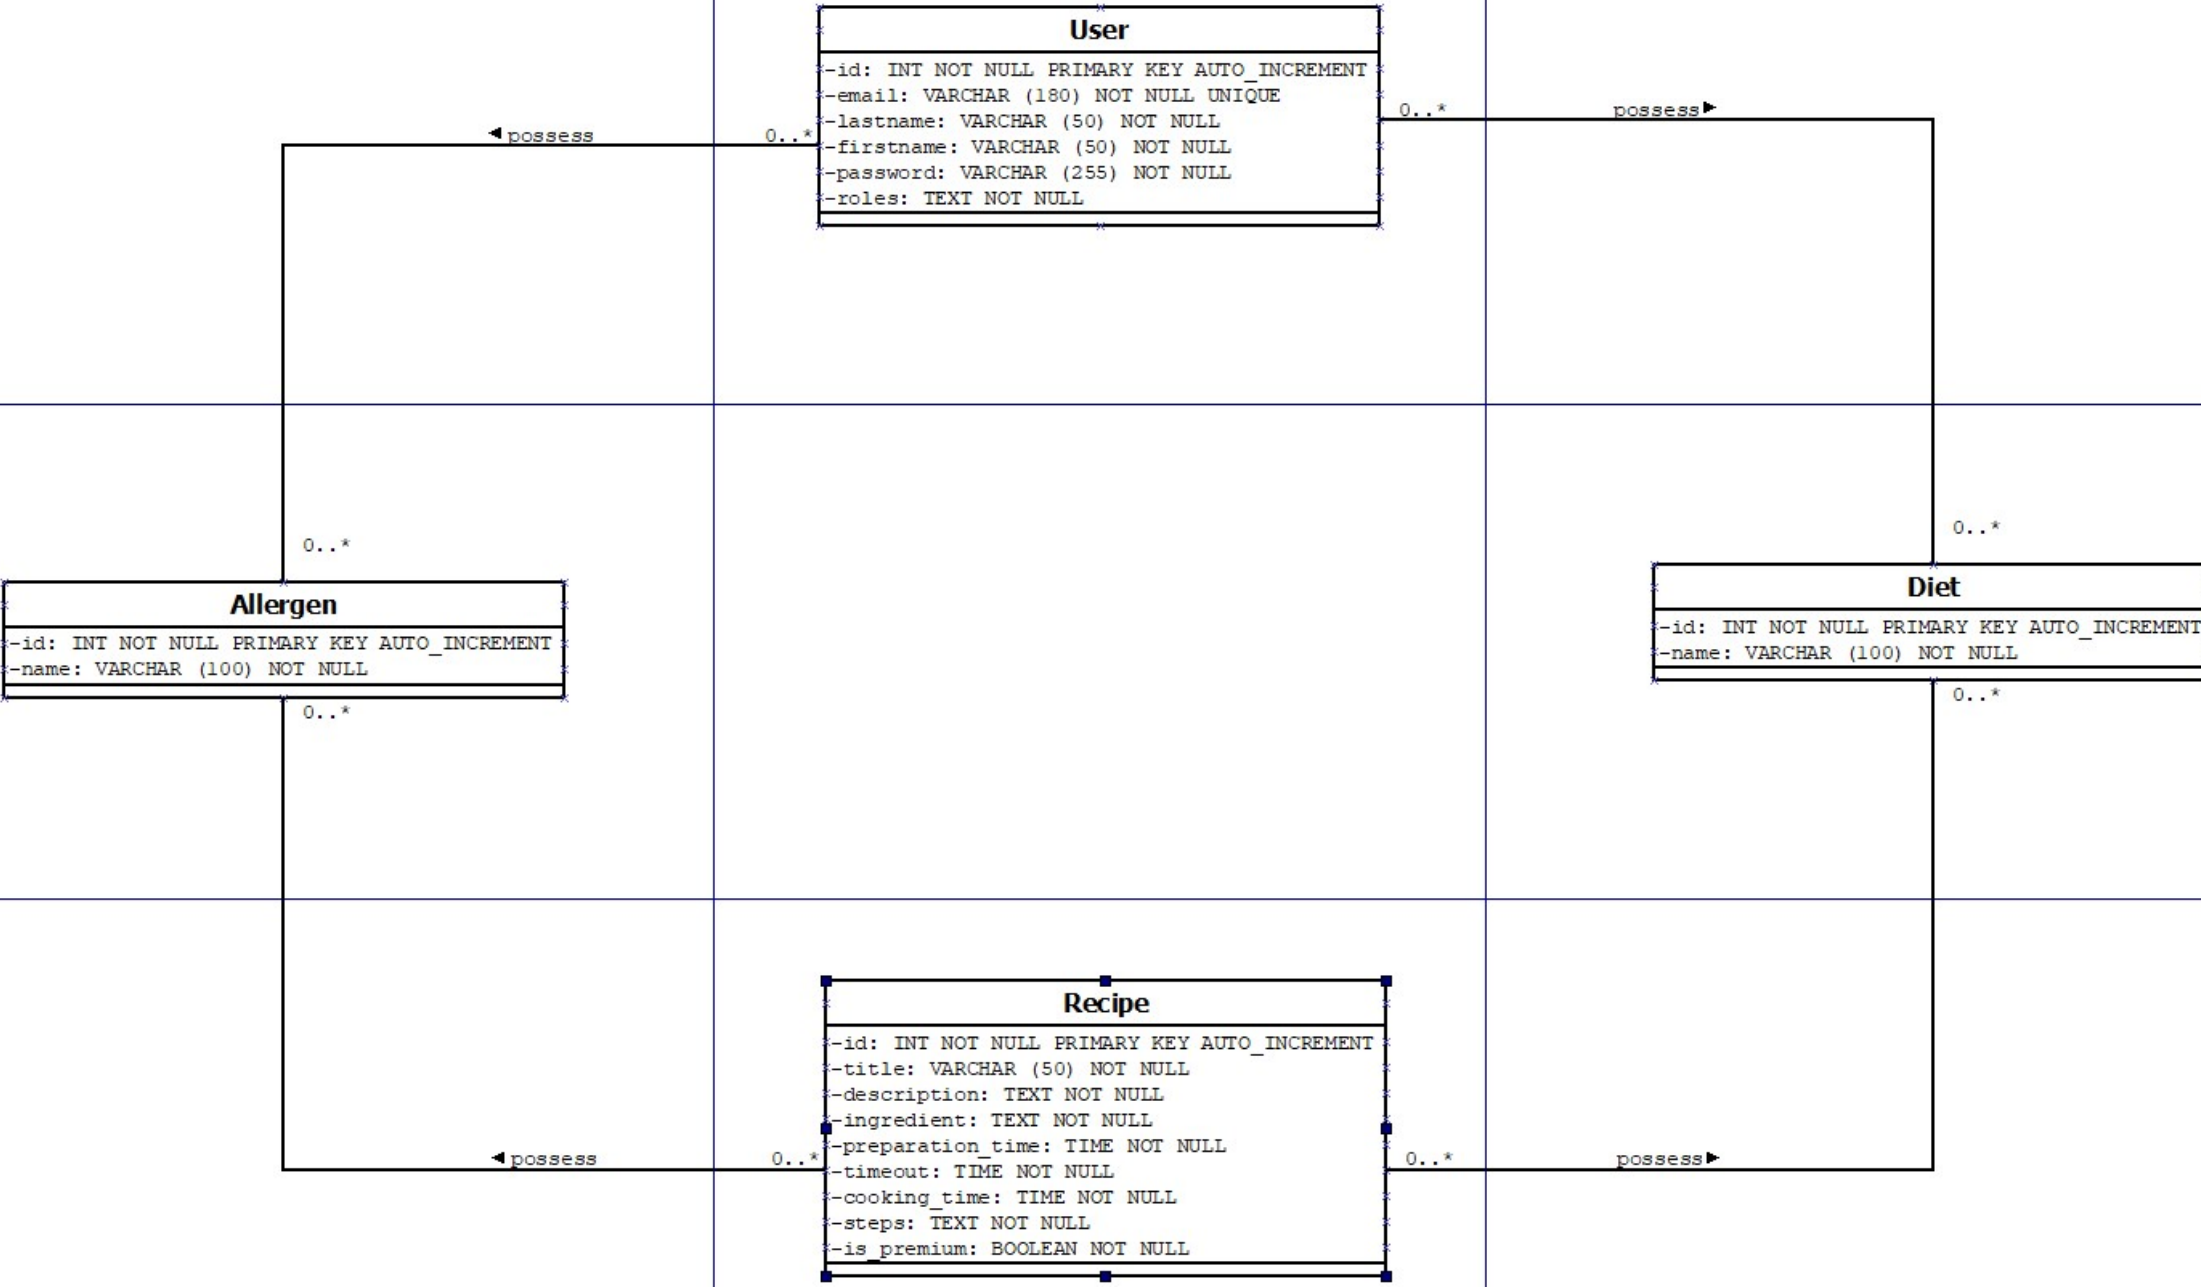 User
-id: INT NOT NULL PRIMARY KEY AUTO_INCREMENT
-email: VARCHAR (180) NOT NULL UNIQUE
-lastname: VARCHAR (50) NOT NULL
-firstname: VARCHAR (50) NOT NULL
-password: VARCHAR (255) NOT NULL
-roles: TEXT NOT NULL
possess
0..*
0..*
possess
0..*
0..*
Allergen
-id: INT NOT NULL PRIMARY KEY AUTO_INCREMENT
-name: VARCHAR (100) NOT NULL
0..*
Diet
-id: INT NOT NULL PRIMARY KEY AUTO_INCREMENT
-name: VARCHAR (100) NOT NULL
0..*
Recipe
-id: INT NOT NULL PRIMARY KEY AUTO_INCREMENT
-title: VARCHAR (50) NOT NULL
-description: TEXT NOT NULL
-ingredient: TEXT NOT NULL
-preparation_time: TIME NOT NULL
-timeout: TIME NOT NULL
-cooking_time: TIME NOT NULL
-steps: TEXT NOT NULL
-is_premium: BOOLEAN NOT NULL
possess
0..*
0..*
possess